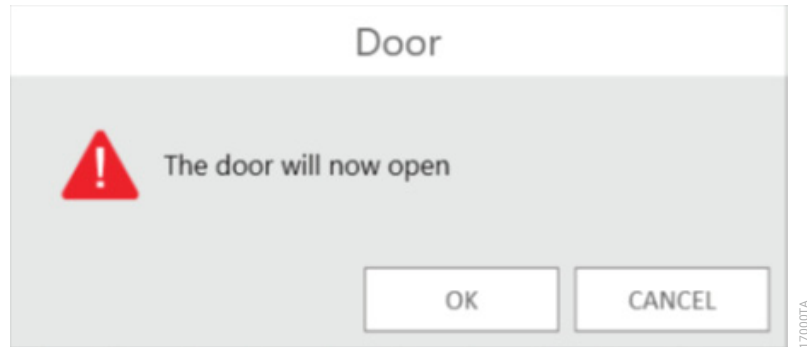 Door
The door will now open
OK
CANCEL
17000TA